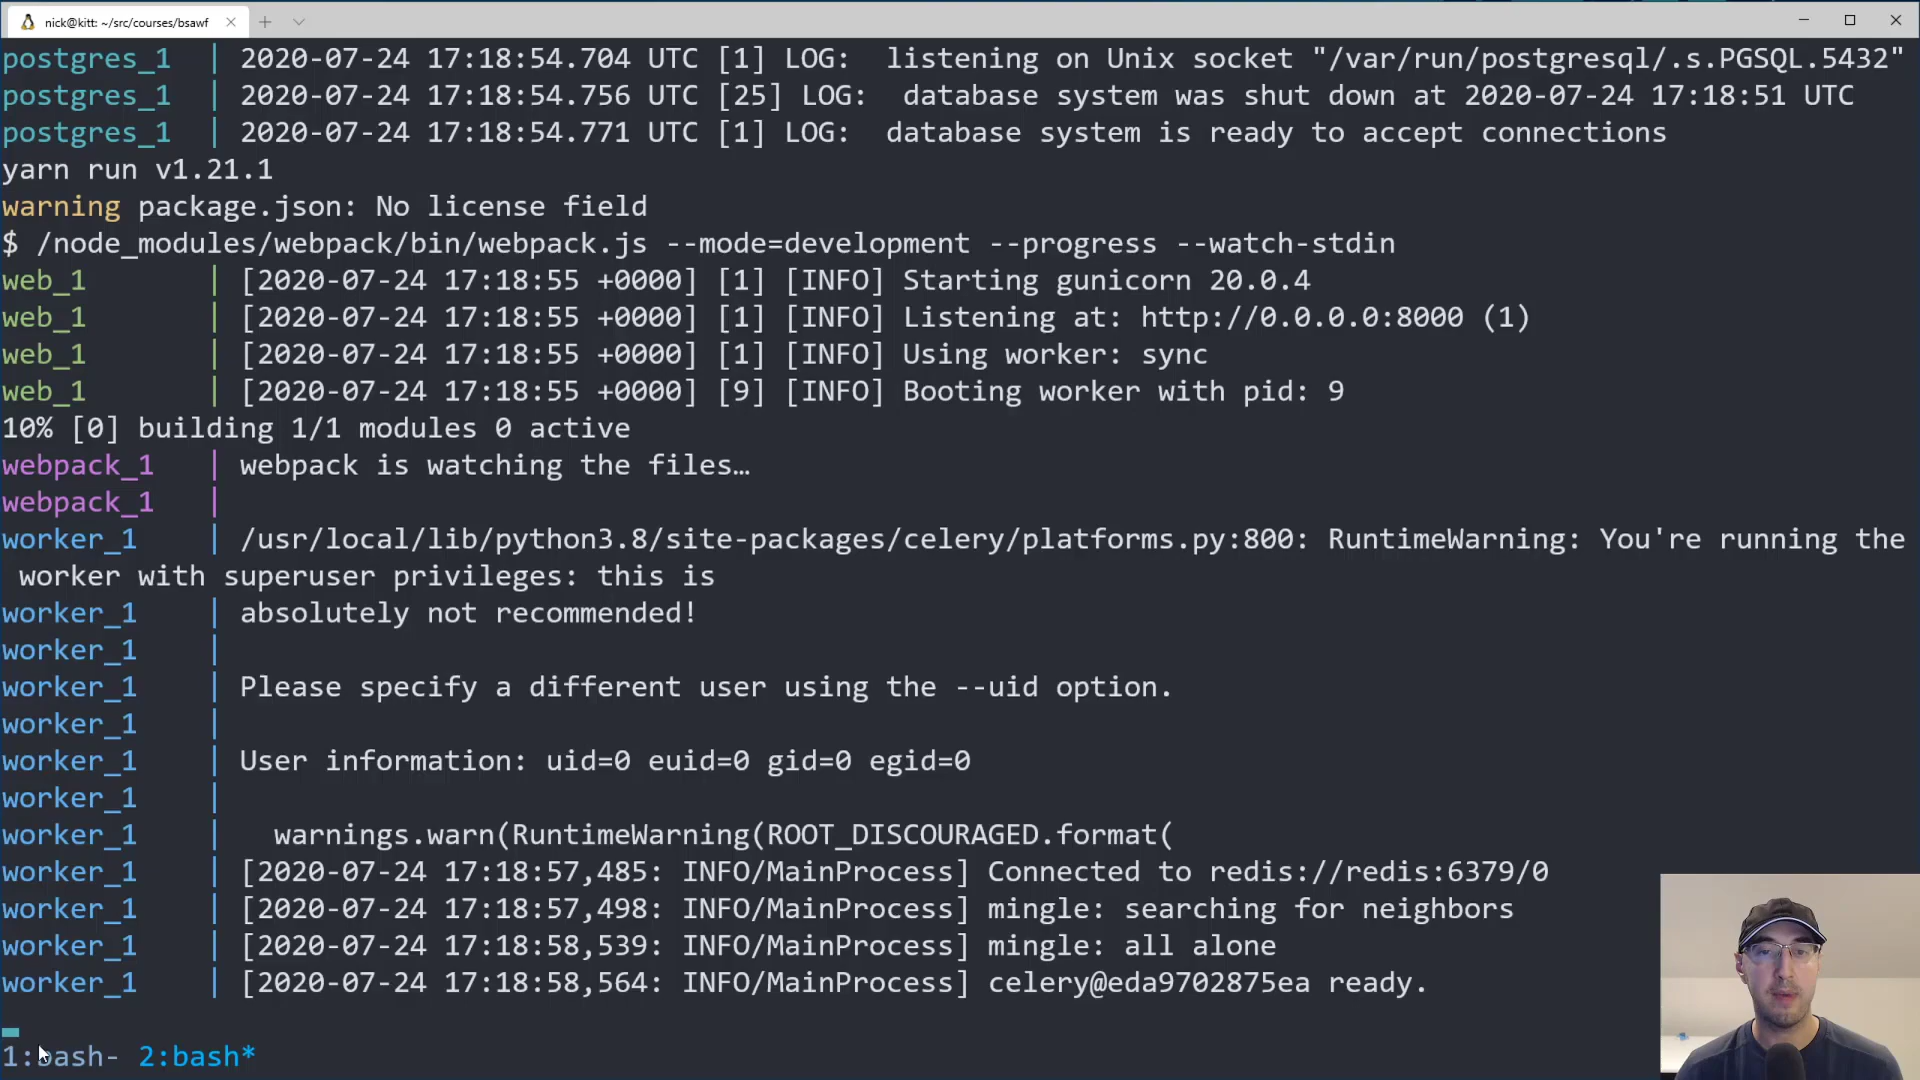 nick@kitt: ~/src/courses/bsawf
postgres_1 | 2020-07-24 17:18:54.704 UTC [1] LOG:  listening on Unix socket "/var/run/postgresql/.s.PGSQL.5432"
postgres_1 | 2020-07-24 17:18:54.756 UTC [25] LOG:  database system was shut down at 2020-07-24 17:18:51 UTC
postgres_1 | 2020-07-24 17:18:54.771 UTC [1] LOG:  database system is ready to accept connections
yarn run v1.21.1
warning package.json: No license field
$ /node_modules/webpack/bin/webpack.js --mode=development --progress --watch-stdin
web_1 | [2020-07-24 17:18:55 +0000] [1] [INFO] Starting gunicorn 20.0.4
web_1 | [2020-07-24 17:18:55 +0000] [1] [INFO] Listening at: http://0.0.0.0:8000 (1)
web_1 | [2020-07-24 17:18:55 +0000] [1] [INFO] Using worker: sync
web_1 | [2020-07-24 17:18:55 +0000] [9] [INFO] Booting worker with pid: 9
10% [0] building 1/1 modules 0 active
webpack_1 | webpack is watching the files…
webpack_1 |
worker_1 | /usr/local/lib/python3.8/site-packages/celery/platforms.py:800: RuntimeWarning: You're running the
worker with superuser privileges: this is
worker_1 | absolutely not recommended!
worker_1 |
worker_1 | Please specify a different user using the --uid option.
worker_1 |
worker_1 | User information: uid=0 euid=0 gid=0 egid=0
worker_1 |
worker_1 |   warnings.warn(RuntimeWarning(ROOT_DISCOURAGED.format(
worker_1 | [2020-07-24 17:18:57,485: INFO/MainProcess] Connected to redis://redis:6379/0
worker_1 | [2020-07-24 17:18:57,498: INFO/MainProcess] mingle: searching for neighbors
worker_1 | [2020-07-24 17:18:58,539: INFO/MainProcess] mingle: all alone
worker_1 | [2020-07-24 17:18:58,564: INFO/MainProcess] celery@eda9702875ea ready.
1:bash- 2:bash*